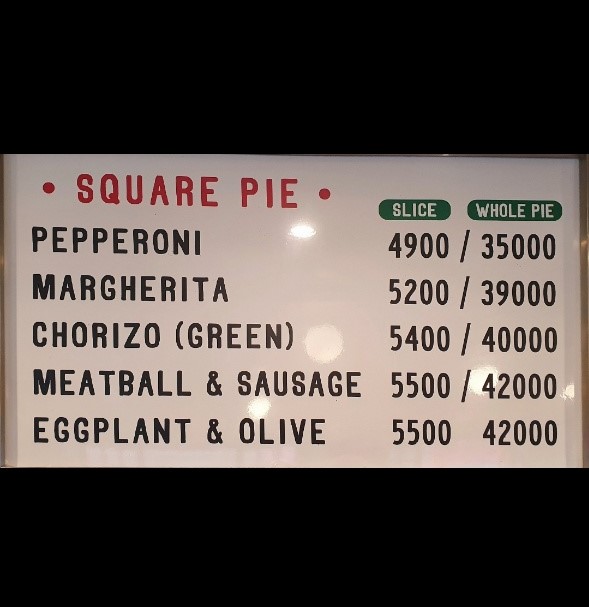 • SQUARE PIE •
SLICE WHOLE PIE
PEPPERONI 4900 / 35000
MARGHERITA 5200 / 39000
CHORIZO (GREEN) 5400 / 40000
MEATBALL & SAUSAGE 5500 / 42000
EGGPLANT & OLIVE 5500 42000